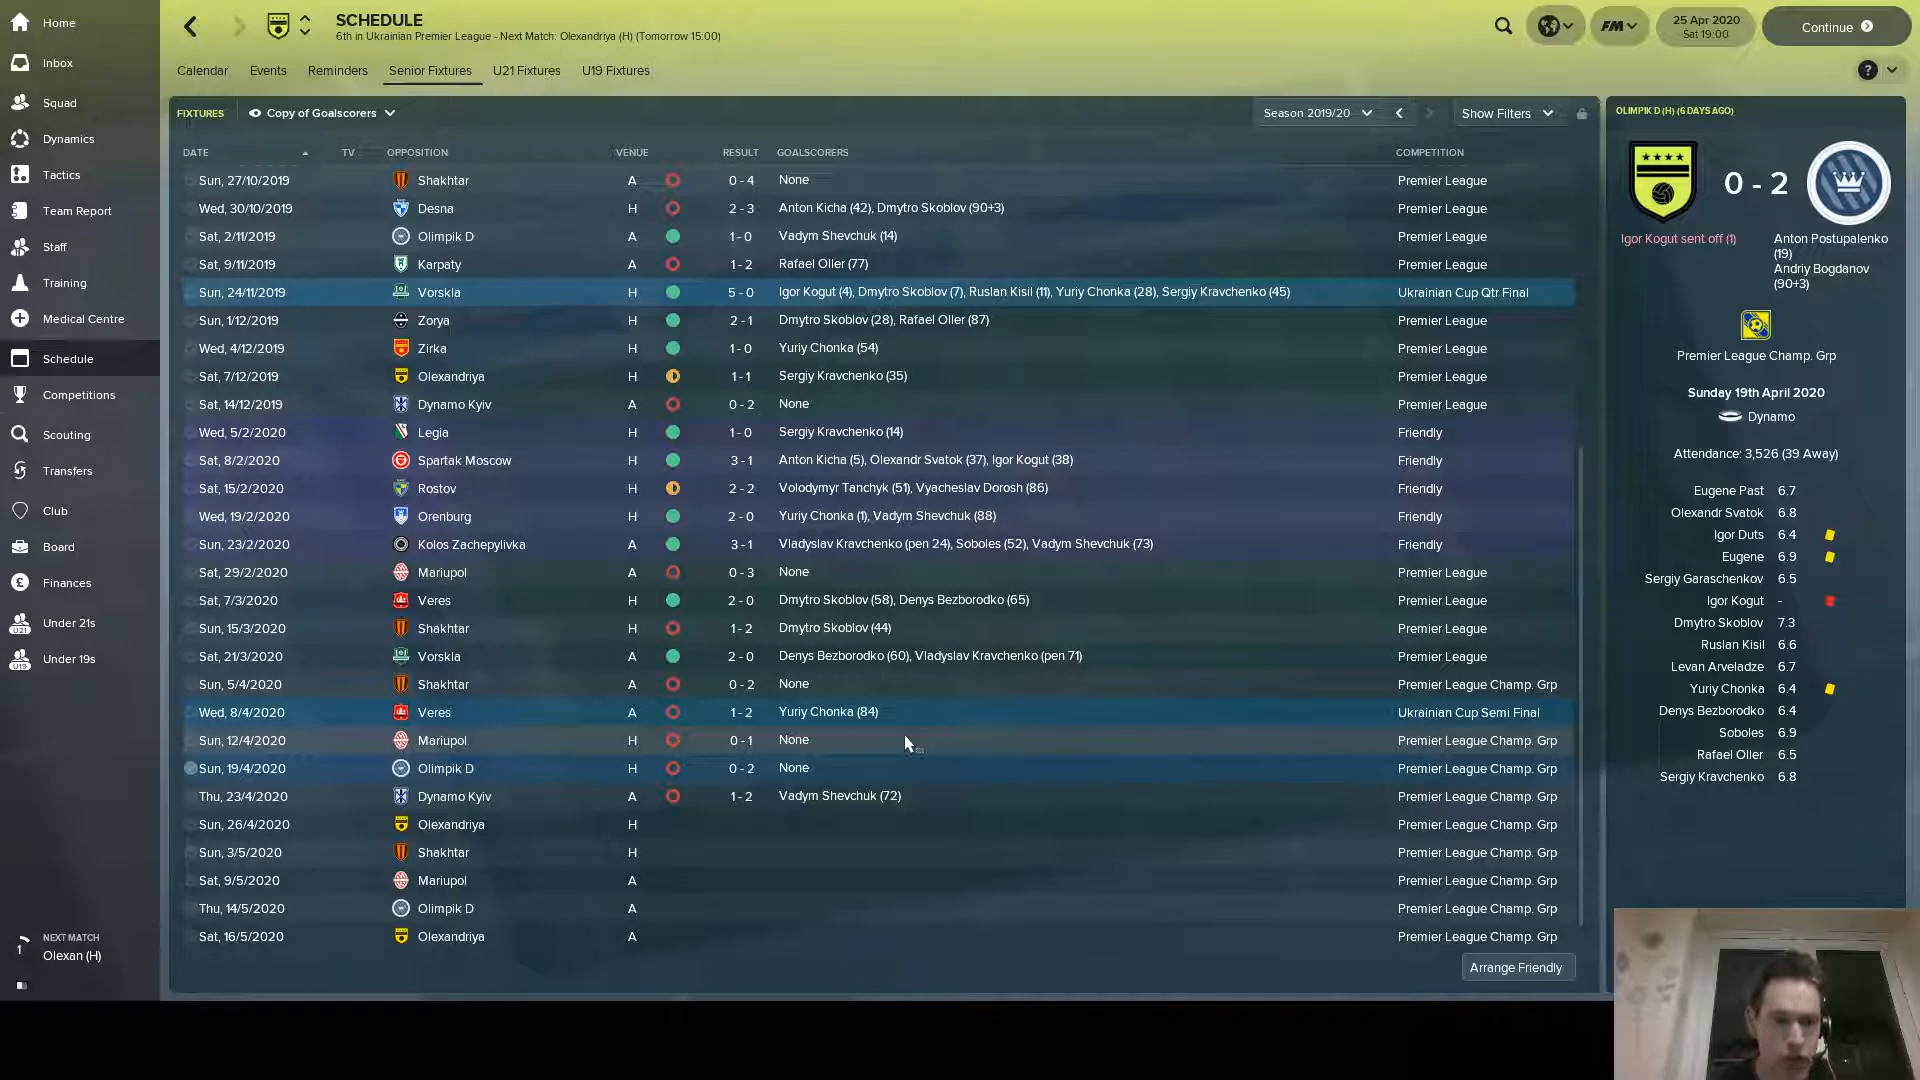 Home
Inbox
Squad
Dynamics
Tactics
Team Report
Staff
Training
Medical Centre
Schedule
Competitions
Scouting
Transfers
Club
Board
Finances
Under 21s
Under 19s
NEXT MATCH
Olexan (H)
SCHEDULE
6th in Ukrainian Premier League - Next Match: Olexandriya (H) (Tomorrow 15:00)
FM
25 Apr 2020
Sat 19:00
Continue
Calendar Events Reminders Senior Fixtures U21 Fixtures U19 Fixtures
FIXTURES Copy of Goalscorers Season 2019/20 Show Filters
DATE TV OPPOSITION VENUE RESULT GOALSCORERS COMPETITION
Sun, 27/10/2019 Shakhtar A 0 - 4 None Premier League
Wed, 30/10/2019 Desna H 2 - 3 Anton Kicha (42), Dmytro Skoblov (90+3) Premier League
Sat, 2/11/2019 Olimpik D A 1 - 0 Vadym Shevchuk (14) Premier League
Sat, 9/11/2019 Karpaty A 1 - 2 Rafael Oller (77) Premier League
Sun, 24/11/2019 Vorskla H 5 - 0 Igor Kogut (4), Dmytro Skoblov (7), Ruslan Kisil (11), Yuriy Chonka (28), Sergiy Kravchenko (45) Ukrainian Cup Qtr Final
Sun, 1/12/2019 Zorya H 2 - 1 Dmytro Skoblov (28), Rafael Oller (87) Premier League
Wed, 4/12/2019 Zirka H 1 - 0 Yuriy Chonka (54) Premier League
Sat, 7/12/2019 Olexandriya H 1 - 1 Sergiy Kravchenko (35) Premier League
Sat, 14/12/2019 Dynamo Kyiv A 0 - 2 None Premier League
Wed, 5/2/2020 Legia H 1 - 0 Sergiy Kravchenko (14) Friendly
Sat, 8/2/2020 Spartak Moscow H 3 - 1 Anton Kicha (5), Olexandr Svatok (37), Igor Kogut (38) Friendly
Sat, 15/2/2020 Rostov H 2 - 2 Volodymyr Tanchyk (51), Vyacheslav Dorosh (86) Friendly
Wed, 19/2/2020 Orenburg H 2 - 0 Yuriy Chonka (1), Vadym Shevchuk (88) Friendly
Sun, 23/2/2020 Kolos Zachepylivka A 3 - 1 Vladyslav Kravchenko (pen 24), Soboles (52), Vadym Shevchuk (73) Friendly
Sat, 29/2/2020 Mariupol A 0 - 3 None Premier League
Sat, 7/3/2020 Veres H 2 - 0 Dmytro Skoblov (58), Denys Bezborodko (65) Premier League
Sun, 15/3/2020 Shakhtar H 1 - 2 Dmytro Skoblov (44) Premier League
Sat, 21/3/2020 Vorskla A 2 - 0 Denys Bezborodko (60), Vladyslav Kravchenko (pen 71) Premier League
Sun, 5/4/2020 Shakhtar A 0 - 2 None Premier League Champ. Grp
Wed, 8/4/2020 Veres A 1 - 2 Yuriy Chonka (84) Ukrainian Cup Semi Final
Sun, 12/4/2020 Mariupol H 0 - 1 None Premier League Champ. Grp
Sun, 19/4/2020 Olimpik D H 0 - 2 None Premier League Champ. Grp
Thu, 23/4/2020 Dynamo Kyiv A 1 - 2 Vadym Shevchuk (72) Premier League Champ. Grp
Sun, 26/4/2020 Olexandriya H Premier League Champ. Grp
Sun, 3/5/2020 Shakhtar H Premier League Champ. Grp
Sat, 9/5/2020 Mariupol A Premier League Champ. Grp
Thu, 14/5/2020 Olimpik D A Premier League Champ. Grp
Sat, 16/5/2020 Olexandriya A Premier League Champ. Grp
Arrange Friendly
OLIMPIK D (H) (6 DAYS AGO)
0 - 2
Igor Kogut sent off (1)
Anton Postupalenko
(19)
Andriy Bogdanov
(90+3)
Premier League Champ. Grp
Sunday 19th April 2020
Dynamo
Attendance: 3,526 (39 Away)
Eugene Past 6.7
Olexandr Svatok 6.8
Igor Duts 6.4
Eugene 6.9
Sergiy Garaschenkov 6.5
Igor Kogut -
Dmytro Skoblov 7.3
Ruslan Kisil 6.6
Levan Arveladze 6.7
Yuriy Chonka 6.4
Denys Bezborodko 6.4
Soboles 6.9
Rafael Oller 6.5
Sergiy Kravchenko 6.8